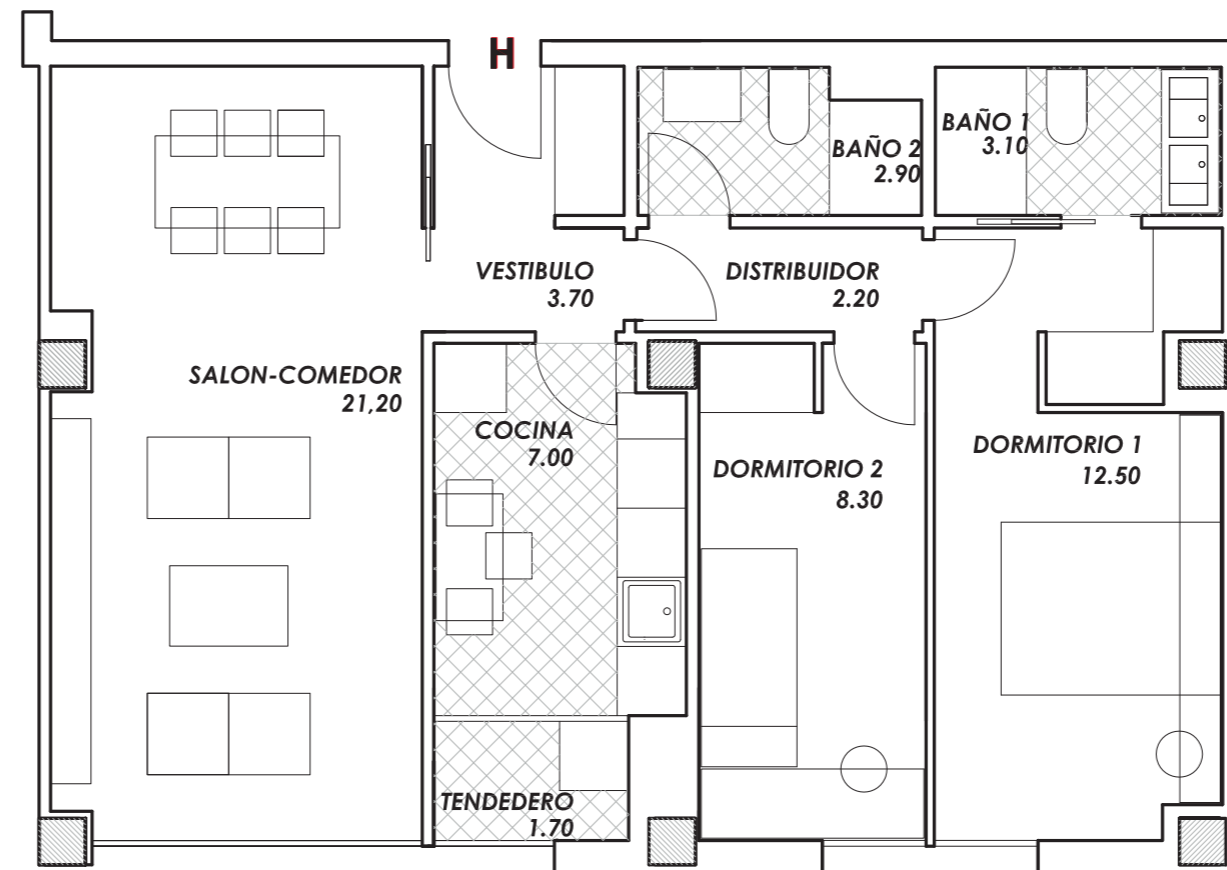 H
BAÑO 2
2.90
BAÑO 1
3.10
VESTIBULO
3.70
DISTRIBUIDOR
2.20
SALON-COMEDOR
21,20
COCINA
7.00
DORMITORIO 2
8.30
DORMITORIO 1
12.50
TENDEDERO
1.70